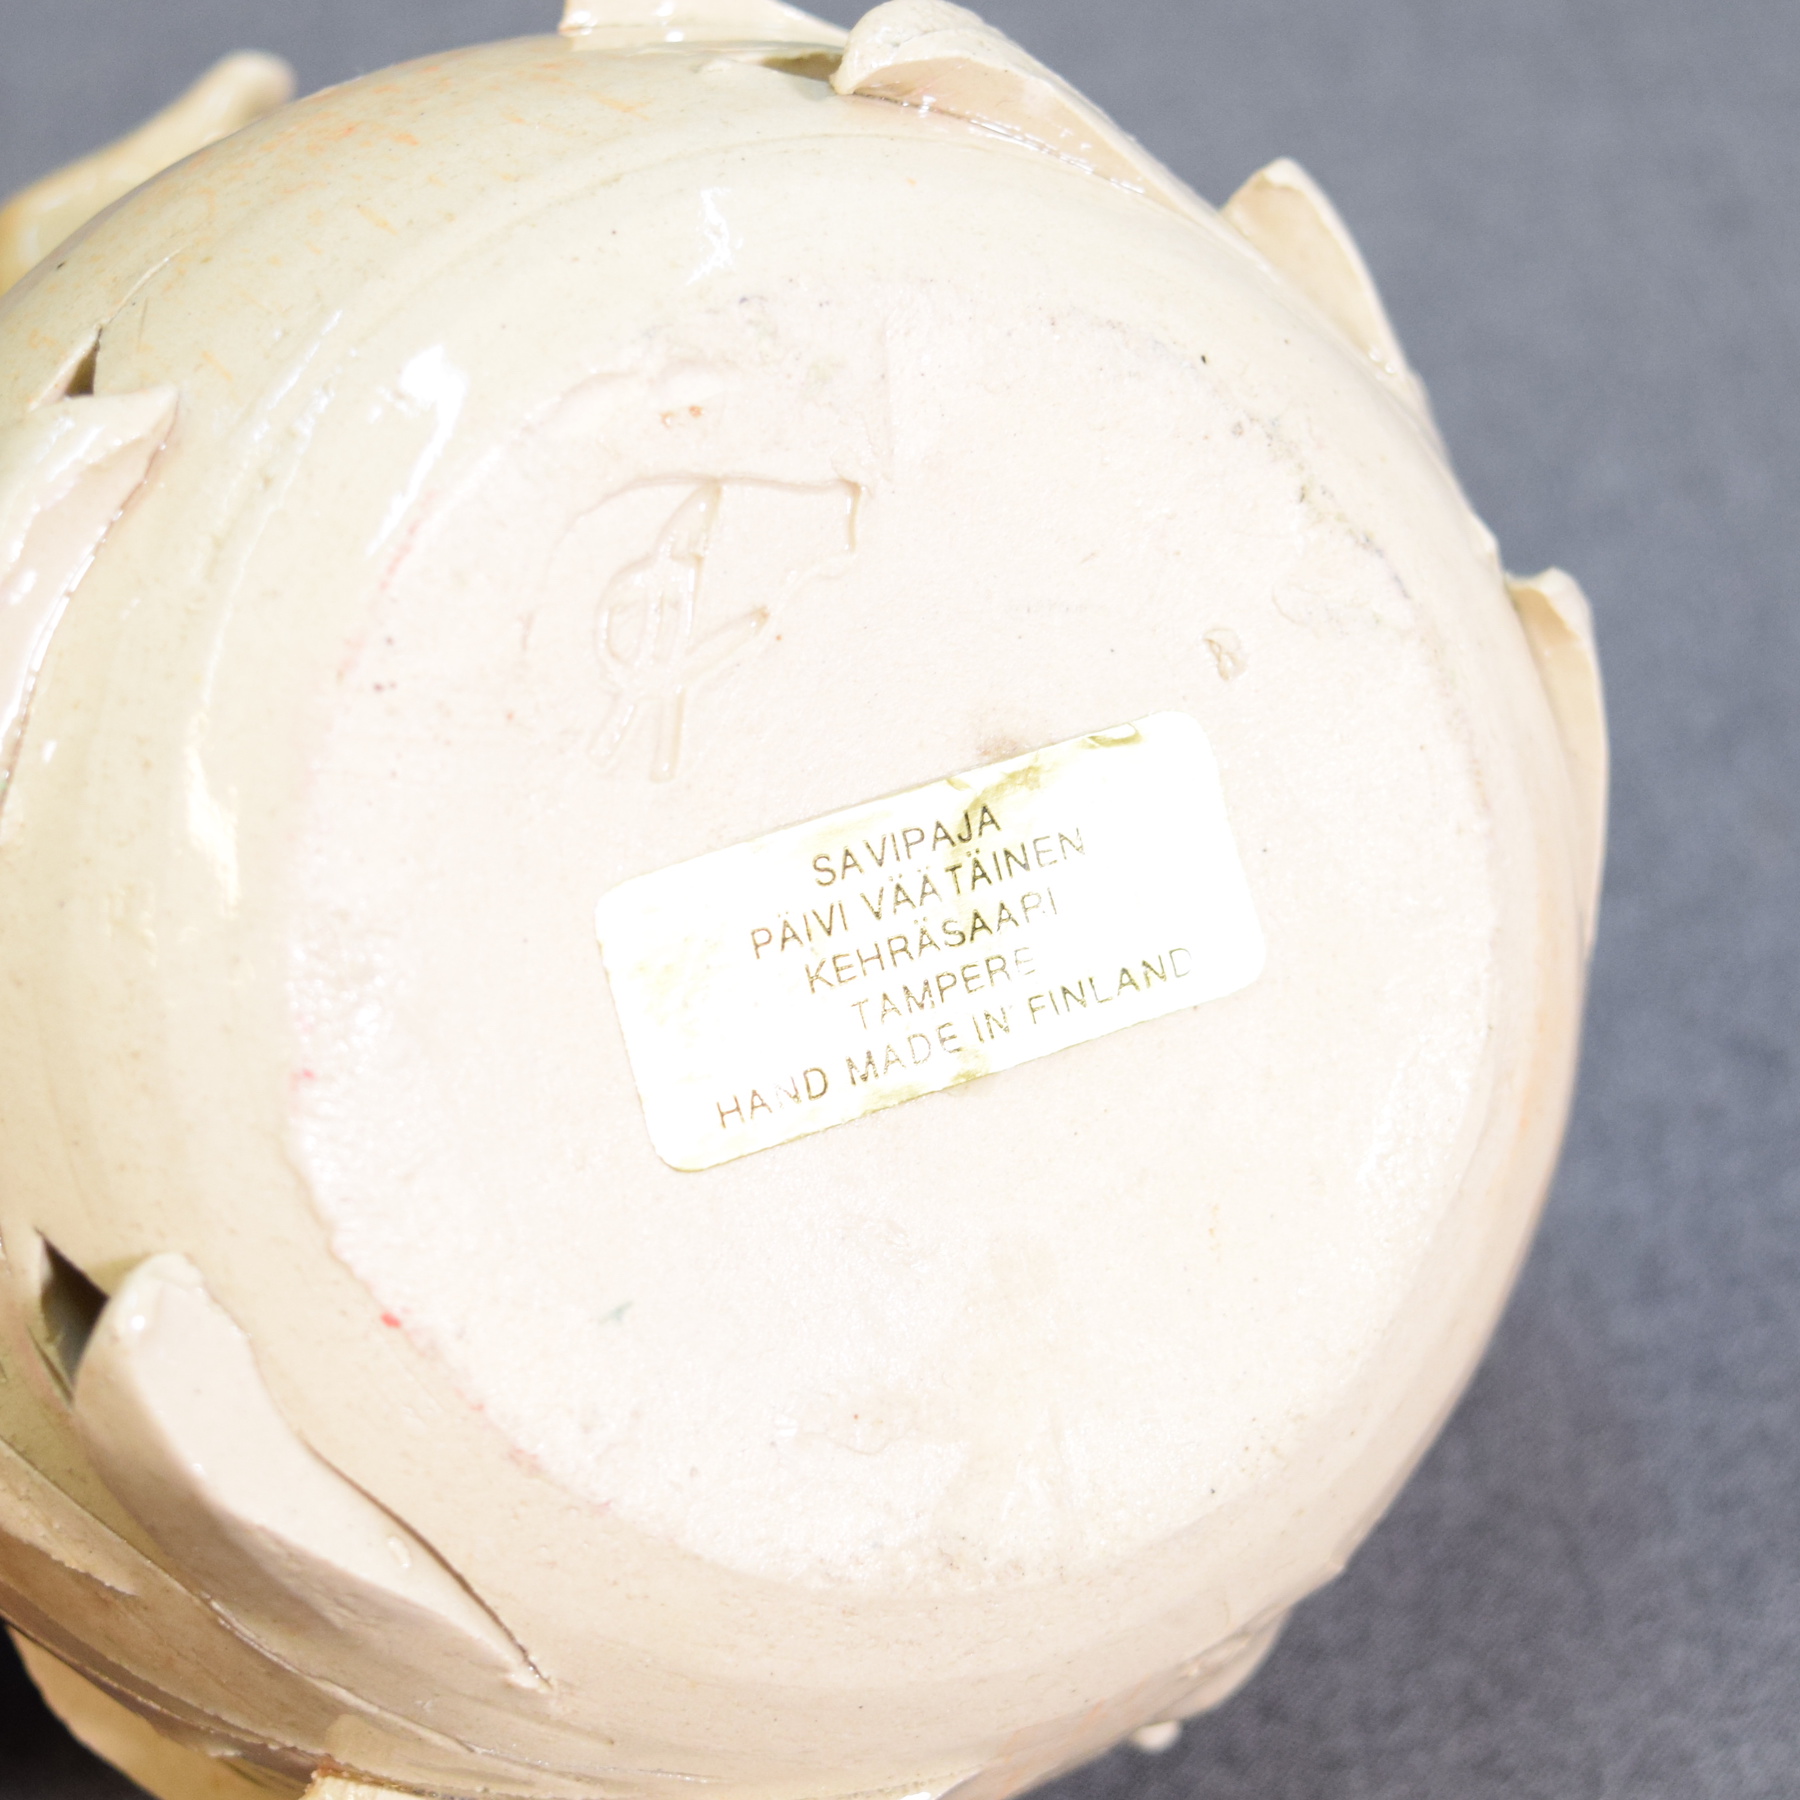 SAVIPAJA
PÄIVI VÄÄTÄINEN
KEHRÄSAARI
TAMPERE
HAND MADE IN FINLAND